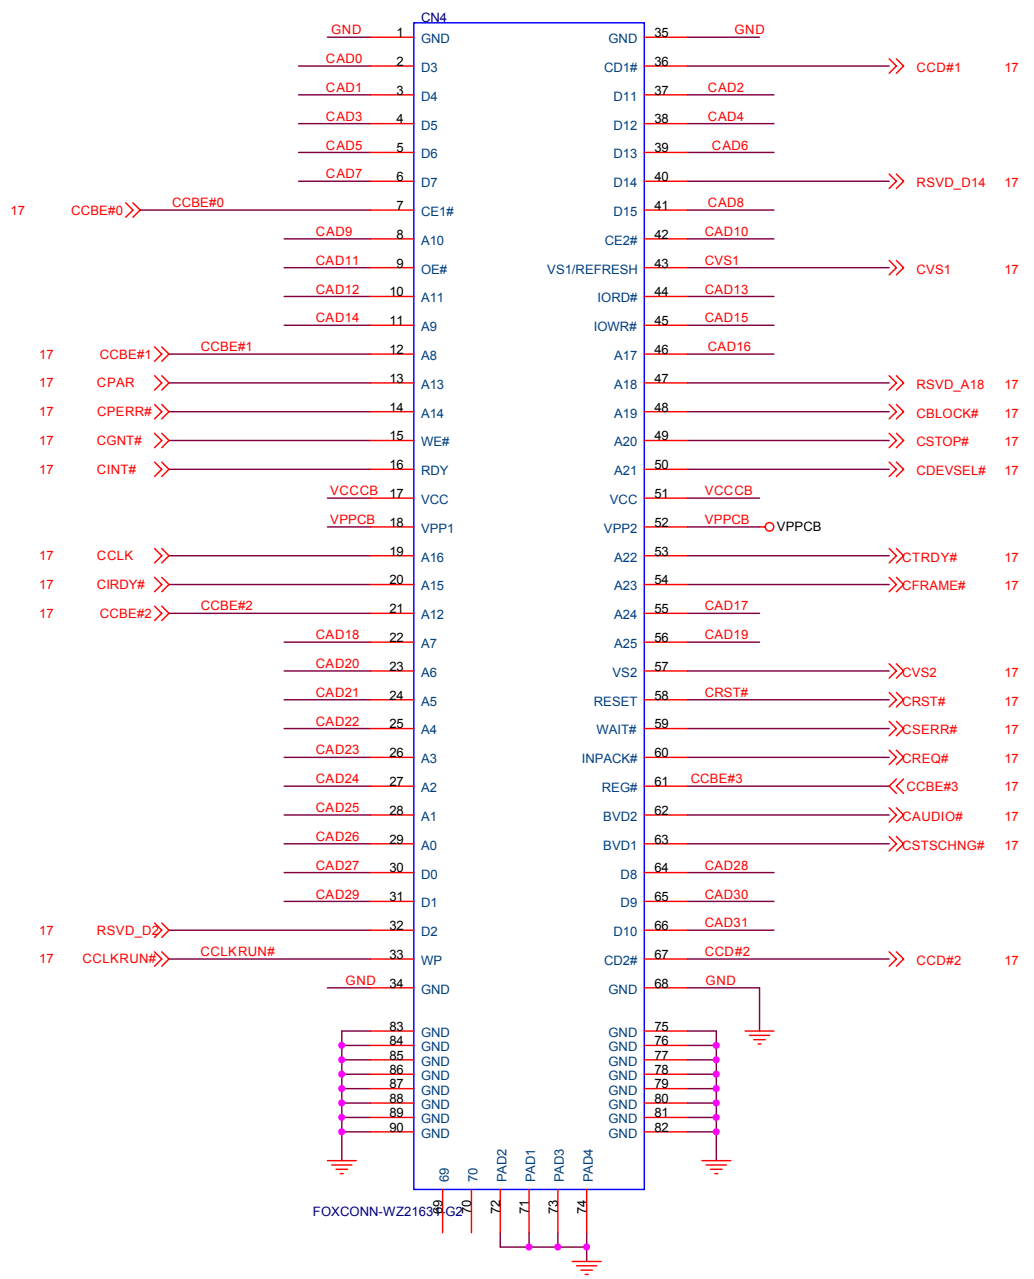 CN4
GND 1 GND GND 35 GND
CAD0 2 D3 CD1# 36 CCD#1 17
CAD1 3 D4 D11 37 CAD2
CAD3 4 D5 D12 38 CAD4
CAD5 5 D6 D13 39 CAD6
CAD7 6 D7 D14 40 RSVD_D14 17
17 CCBE#0 CCBE#0 7 CE1# D15 41 CAD8
CAD9 8 A10 CE2# 42 CAD10
CAD11 9 OE# VS1/REFRESH 43 CVS1 CVS1 17
CAD12 10 A11 IORD# 44 CAD13
CAD14 11 A9 IOWR# 45 CAD15
17 CCBE#1 CCBE#1 12 A8 A17 46 CAD16
17 CPAR 13 A13 A18 47 RSVD_A18 17
17 CPERR# 14 A14 A19 48 CBLOCK# 17
17 CGNT# 15 WE# A20 49 CSTOP# 17
17 CINT# 16 RDY A21 50 CDEVSEL# 17
VCCCB 17 VCC VCC 51 VCCCB
VPPCB 18 VPP1 VPP2 52 VPPCB VPPCB
17 CCLK 19 A16 A22 53 CTRDY# 17
17 CIRDY# 20 A15 A23 54 CFRAME# 17
17 CCBE#2 CCBE#2 21 A12 A24 55 CAD17
CAD18 22 A7 A25 56 CAD19
CAD20 23 A6 VS2 57 CVS2 17
CAD21 24 A5 RESET 58 CRST# CRST# 17
CAD22 25 A4 WAIT# 59 CSERR# 17
CAD23 26 A3 INPACK# 60 CREQ# 17
CAD24 27 A2 REG# 61 CCBE#3 CCBE#3 17
CAD25 28 A1 BVD2 62 CAUDIO# 17
CAD26 29 A0 BVD1 63 CSTSCHNG# 17
CAD27 30 D0 D8 64 CAD28
CAD29 31 D1 D9 65 CAD30
17 RSVD_D2 32 D2 D10 66 CAD31
17 CCLKRUN# CCLKRUN# 33 WP CD2# 67 CCD#2 CCD#2 17
GND 34 GND GND 68 GND
83 GND GND 75
84 GND GND 76
85 GND GND 77
86 GND GND 78
87 GND GND 79
88 GND GND 80
89 GND GND 81
90 GND GND 82
69 70 PAD2 PAD1 PAD3 PAD4
69 70 72 71 73 74